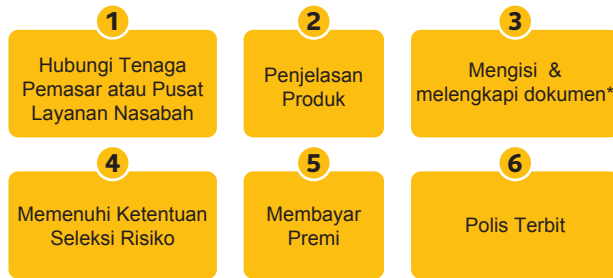 1
Hubungi Tenaga
Pemasar atau Pusat
Layanan Nasabah
2
Penjelasan
Produk
3
Mengisi &
melengkapi dokumen*
4
Memenuhi Ketentuan
Seleksi Risiko
5
Membayar
Premi
6
Polis Terbit